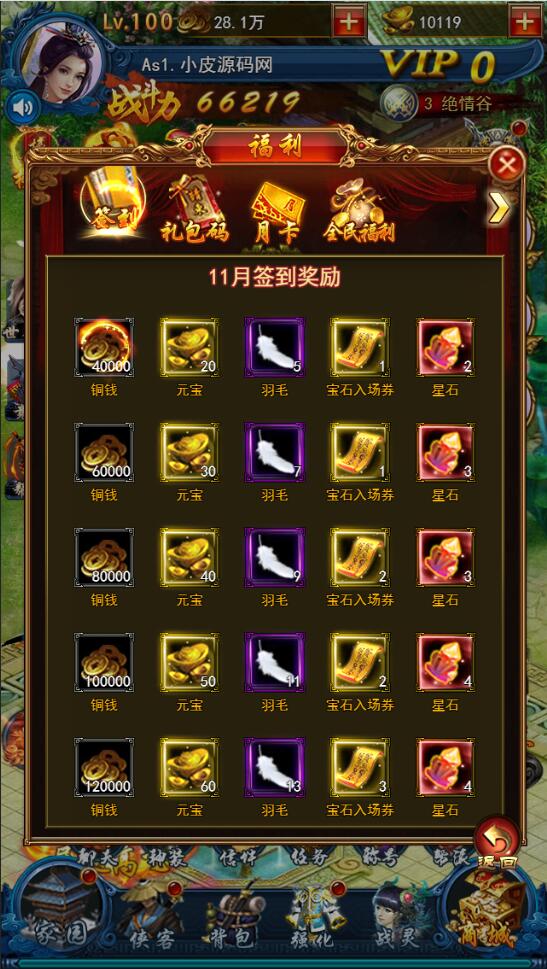 Lv.100 28.1万 10119
As1.小皮源码网 VIP 0
战斗力 66219 3 绝情谷
福利
签到 礼包码 月卡 全民福利
11月签到奖励
40000 20 5 1 2
铜钱 元宝 羽毛 宝石入场券 星石
60000 30 7 1 3
铜钱 元宝 羽毛 宝石入场券 星石
80000 40 9 2 3
铜钱 元宝 羽毛 宝石入场券 星石
100000 50 11 2 4
铜钱 元宝 羽毛 宝石入场券 星石
120000 60 13 3 4
铜钱 元宝 羽毛 宝石入场券 星石
聊天 神装 信件 任务 称号 返回
家园 侠客 背包 强化 战灵 商城